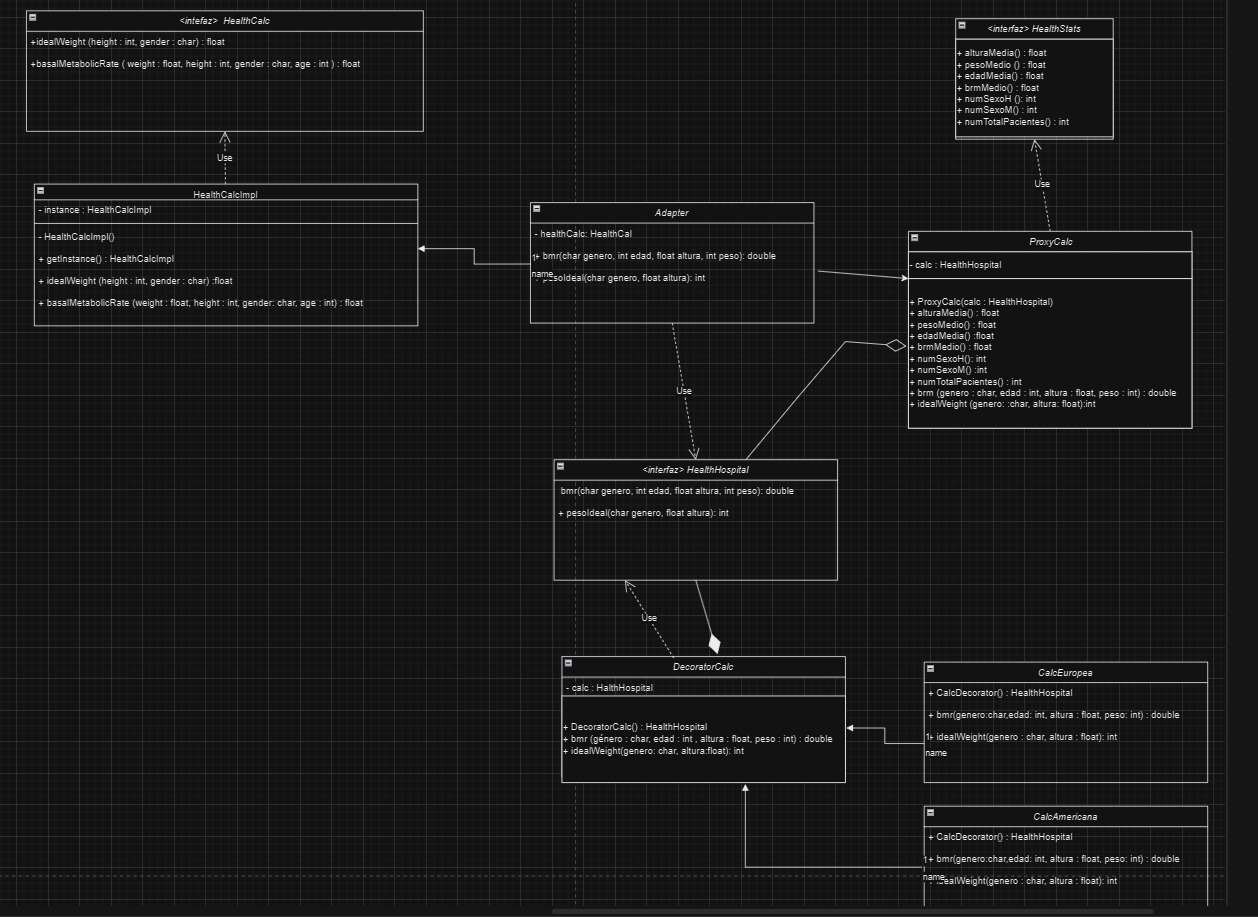 <intefaz> HealthCalc
+idealWeight (height : int, gender : char) : float
+basalMetabolicRate ( weight : float, height : int, gender : char, age : int ) : float
Use
HealthCalcImpl
- instance : HealthCalcImpl
- HealthCalcImpl()
+ getInstance() : HealthCalcImpl
+ idealWeight (height : int, gender : char) :float
+ basalMetabolicRate (weight : float, height : int, gender: char, age : int) : float
Adapter
- healthCalc: HealthCal
1
+ bmr(char genero, int edad, float altura, int peso): double
name
pesoIdeal(char genero, float altura): int
<interfaz> HealthStats
+ alturaMedia() : float
+ pesoMedio () : float
+ edadMedia() : float
+ brmMedio() : float
+ numSexoH (): int
+ numSexoM() : int
+ numTotalPacientes() : int
Use
ProxyCalc
- calc : HealthHospital
+ ProxyCalc(calc : HealthHospital)
+ alturaMedia() : float
+ pesoMedio() : float
+ edadMedia() :float
+ brmMedio() : float
+ numSexoH(): int
+ numSexoM() :int
+ numTotalPacientes() : int
+ brm (genero : char, edad : int, altura : float, peso : int) : double
+ idealWeight (genero: :char, altura: float):int
Use
<interfaz> HealthHospital
bmr(char genero, int edad, float altura, int peso): double
+ pesoIdeal(char genero, float altura): int
Use
DecoratorCalc
- calc : HalthHospital
+ DecoratorCalc() : HealthHospital
+ bmr (género : char, edad : int , altura : float, peso : int) : double
+ idealWeight(genero: char, altura:float): int
CalcEuropea
+ CalcDecorator() : HealthHospital
+ bmr(genero:char,edad: int, altura : float, peso: int) : double
1
+ idealWeight(genero : char, altura : float): int
name
CalcAmericana
+ CalcDecorator() : HealthHospital
1
+ bmr(genero:char,edad: int, altura : float, peso: int) : double
name
idealWeight(genero : char, altura : float): int